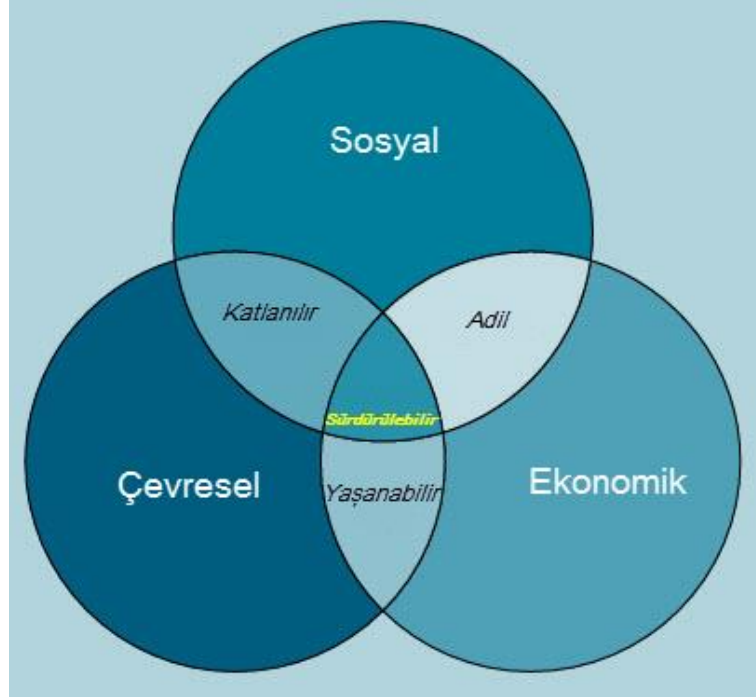 Sosyal
Katlanılır
Adil
Sürdürülebilir
Çevresel
Yaşanabilir
Ekonomik